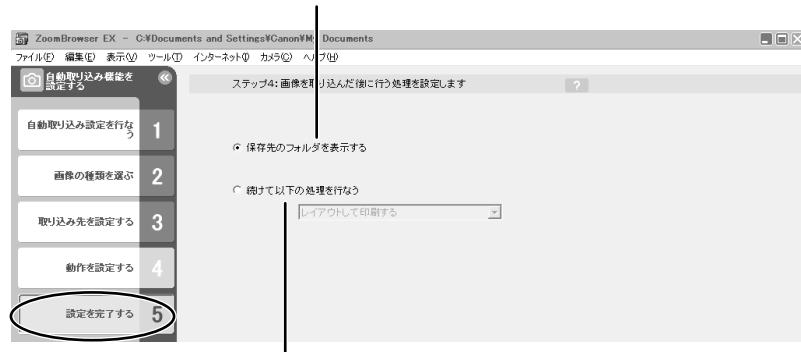 ZoomBrowser EX - C:¥Documents and Settings¥Canon¥My Documents
ファイル(F) 編集(E) 表示(V) ツール(T) インターネット(I) カメラ(C) ヘルプ(H)
自動取り込み機能を
設定する
ステップ4: 画像を取り込んだ後に行う処理を設定します
?
自動取り込み設定を行な
う
1
保存先のフォルダを表示する
画像の種類を選ぶ 2
続けて以下の処理を行なう
レイアウトして印刷する
取り込み先を設定する 3
動作を設定する 4
設定を完了する 5